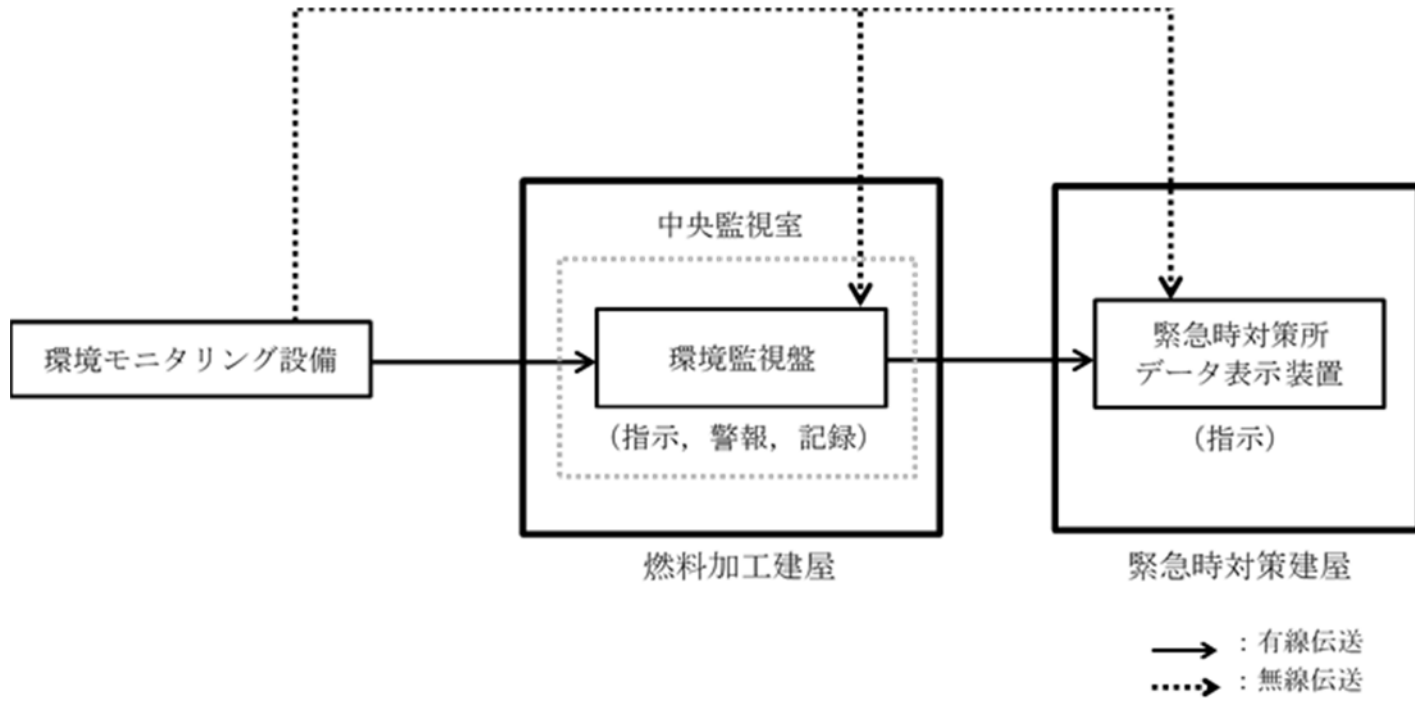 中央監視室
環境モニタリング設備
環境監視盤
(指示,警報,記録)
燃料加工建屋
緊急時対策所
データ表示装置
(指示)
緊急時対策建屋
:有線伝送
:無線伝送